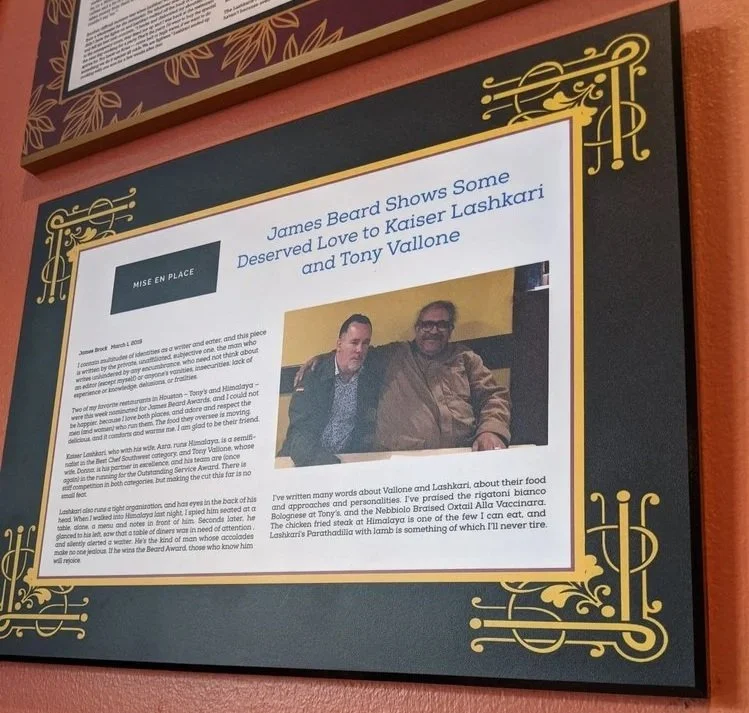 James Beard Shows Some
Deserved Love to Kaiser Lashkari
and Tony Vallone
MISE EN PLACE
James Brock March 1, 2018
I contain multitudes of identities as a writer and eater, and this piece
is written by the private, unaffiliated, subjective one, the man who
writes unhindered by any encumbrance, who need not think about
an editor (except myself) or anyone's vanities, insecurities, lack of
experience or knowledge, delusions, or frailties.
Two of my favorite restaurants in Houston – Tony's and Himalaya –
were this week nominated for James Beard Awards, and I could not
be happier, because I love both places, and adore and respect the
men (and women) who run them. The food they oversee is moving,
delicious, and it comforts and warms me. I am glad to be their friend.
Kaiser Lashkari, who with his wife, Azra, runs Himalaya, is a semifi-
nalist in the Best Chef Southwest category, and Tony Vallone, whose
wife, Donna, is his partner in excellence, and his team are (once
again) in the running for the Outstanding Service Award. There is
stiff competition in both categories, but making the cut this far is no
small feat.
Lashkari also runs a tight organisation, and has eyes in the back of his
head. When I walked into Himalaya last night, I spied him seated at a
table, alone, a menu and notes in front of him. Seconds later, he
glanced to his left, saw that a table of diners was in need of attention,
and silently alerted a waiter. He's the kind of man whose accolades
make no one jealous. If he wins the Beard Award, those who know him
will rejoice.
I've written many words about Vallone and Lashkari, about their food
and approaches and personalities. I've praised the rigatoni bianco
Bolognese at Tony's, and the Nebbiolo Braised Oxtail Alla Vaccinara.
The chicken fried steak at Himalaya is one of the few I can eat, and
Lashkari's Parathadilla with lamb is something of which I'll never tire.